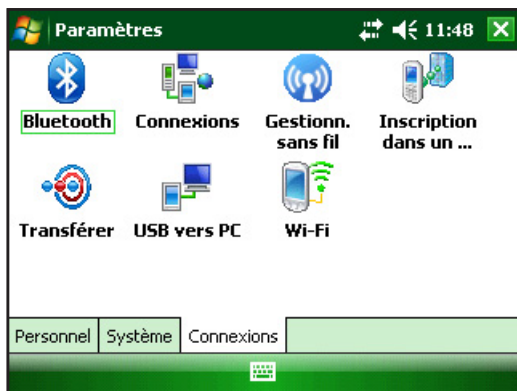 Paramètres 11:48
Bluetooth Connexions Gestionn. sans fil Inscription dans un ...
Transférer USB vers PC Wi-Fi
Personnel Système Connexions